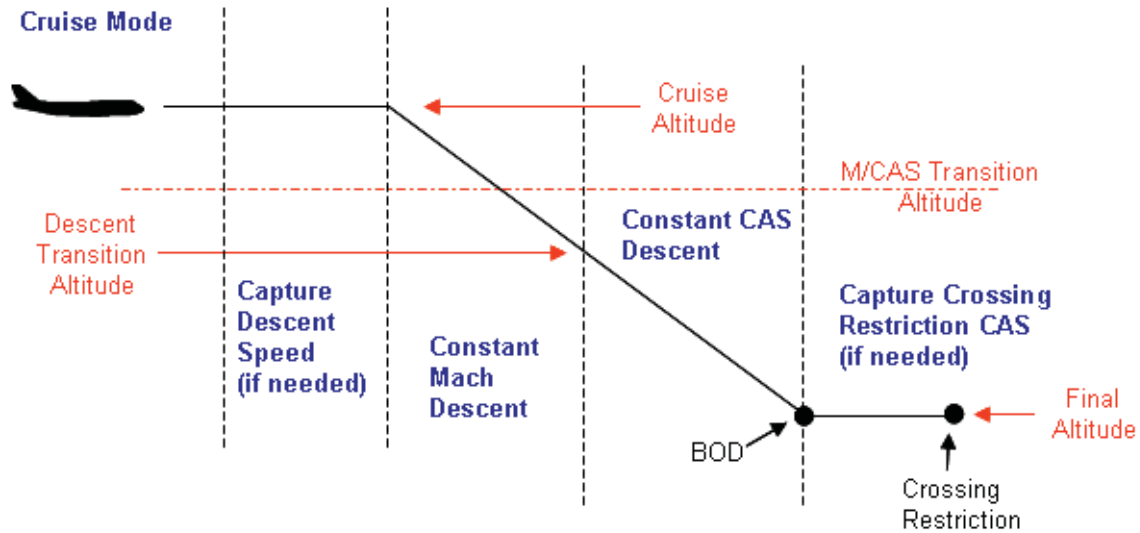 Cruise Mode
Cruise
Altitude
M/CAS Transition
Altitude
Descent
Transition
Altitude
Constant CAS
Descent
Capture
Descent
Speed
(if needed)
Constant
Mach
Descent
Capture Crossing
Restriction CAS
(if needed)
Final
Altitude
BOD
Crossing
Restriction